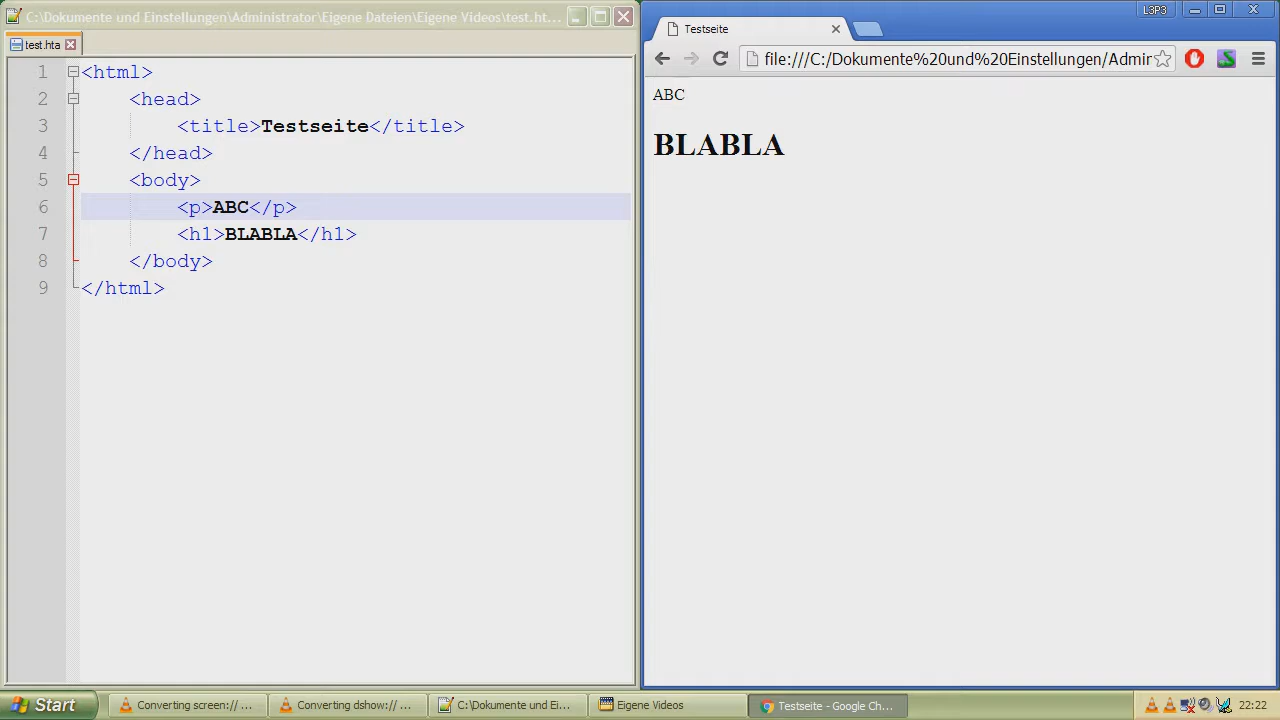 C:\Dokumente und Einstellungen\Administrator\Eigene Dateien\Eigene Videos\test.ht...
test.hta
1 <html>
2 <head>
3 <title>Testseite</title>
4 </head>
5 <body>
6 <p>ABC</p>
7 <h1>BLABLA</h1>
8 </body>
9 </html>
L3P3
Testseite
file:///C:/Dokumente%20und%20Einstellungen/Admir
ABC
BLABLA
Start
Converting screen:// ...
Converting dshow:// ...
C:\Dokumente und Ei...
Eigene Videos
Testseite - Google Ch...
22:22